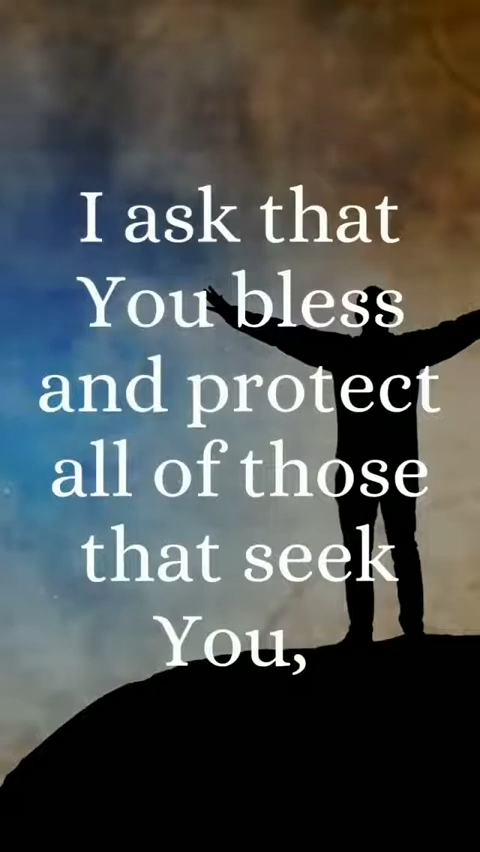 I ask that
You bless
and protect
all of those
that seek
You,